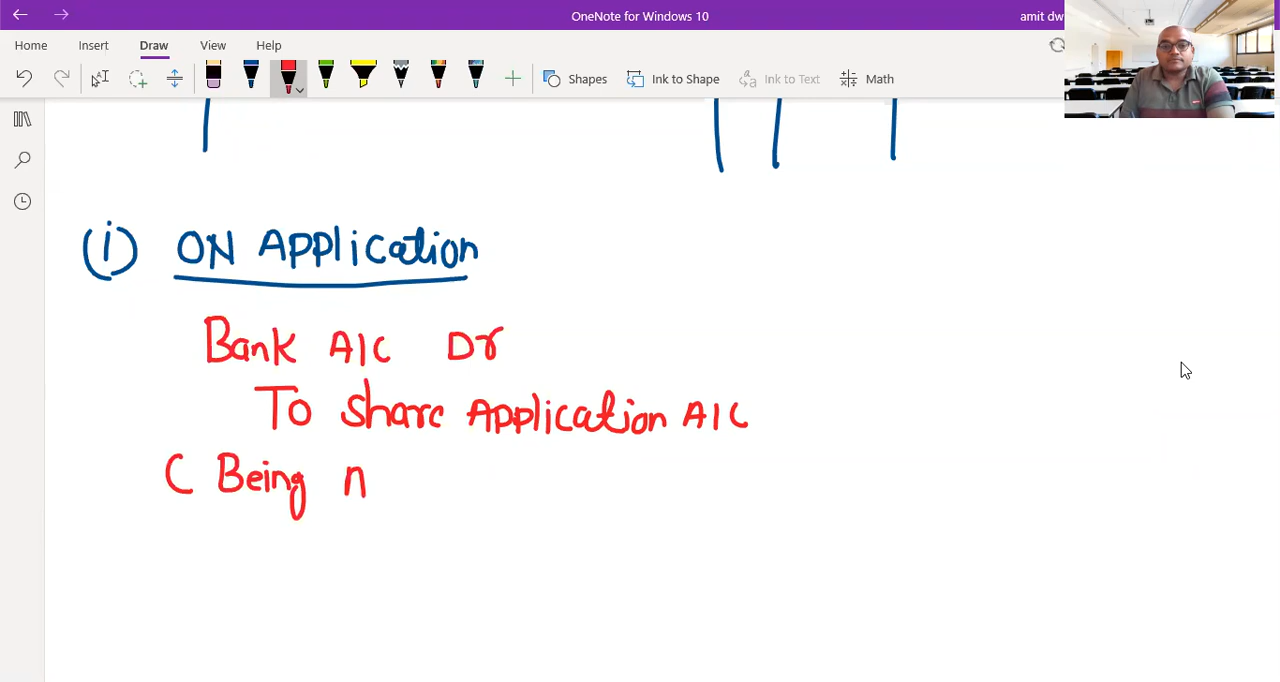 OneNote for Windows 10
amit dw
Home Insert Draw View Help
Shapes Ink to Shape Ink to Text Math
(i) ON Application
Bank A/C Dr
To share Application A/C
( Being n